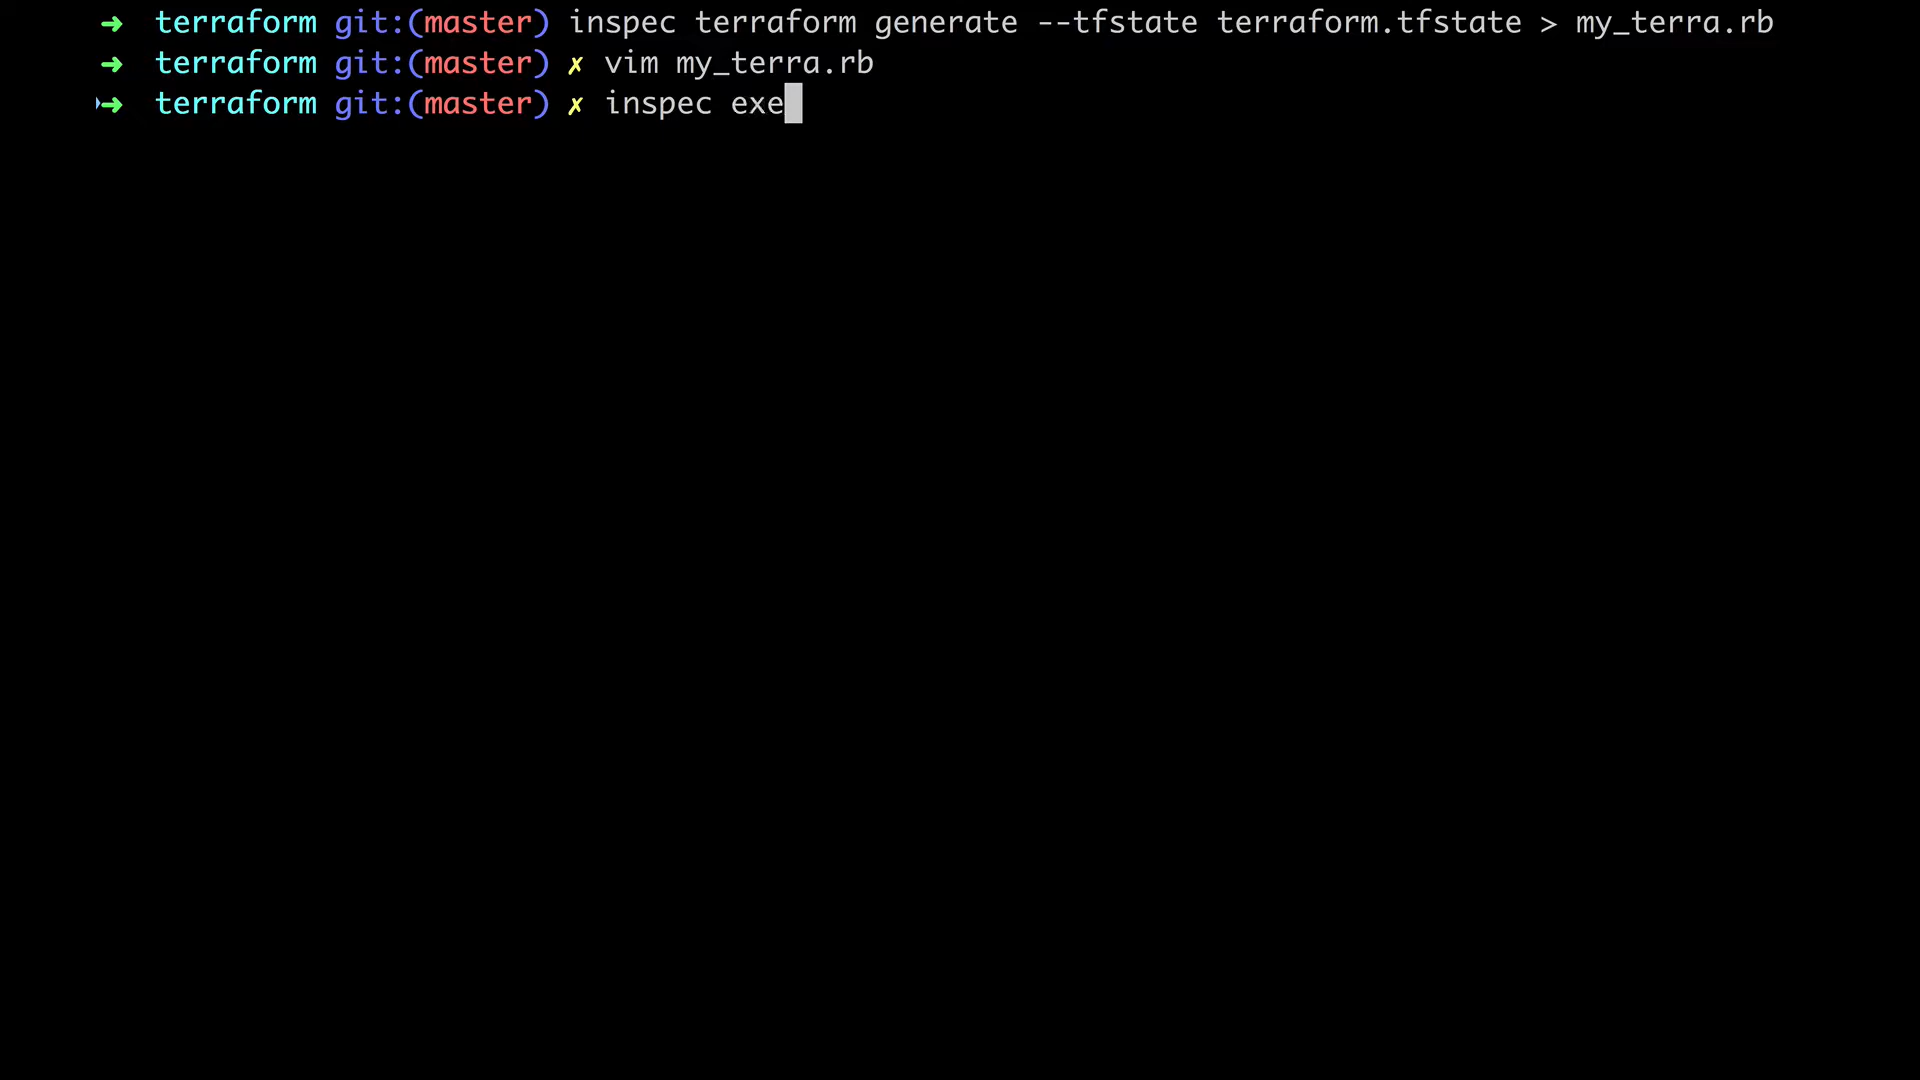 ➜  terraform git:(master) inspec terraform generate --tfstate terraform.tfstate > my_terra.rb
➜  terraform git:(master) ✗ vim my_terra.rb
➜  terraform git:(master) ✗ inspec exe